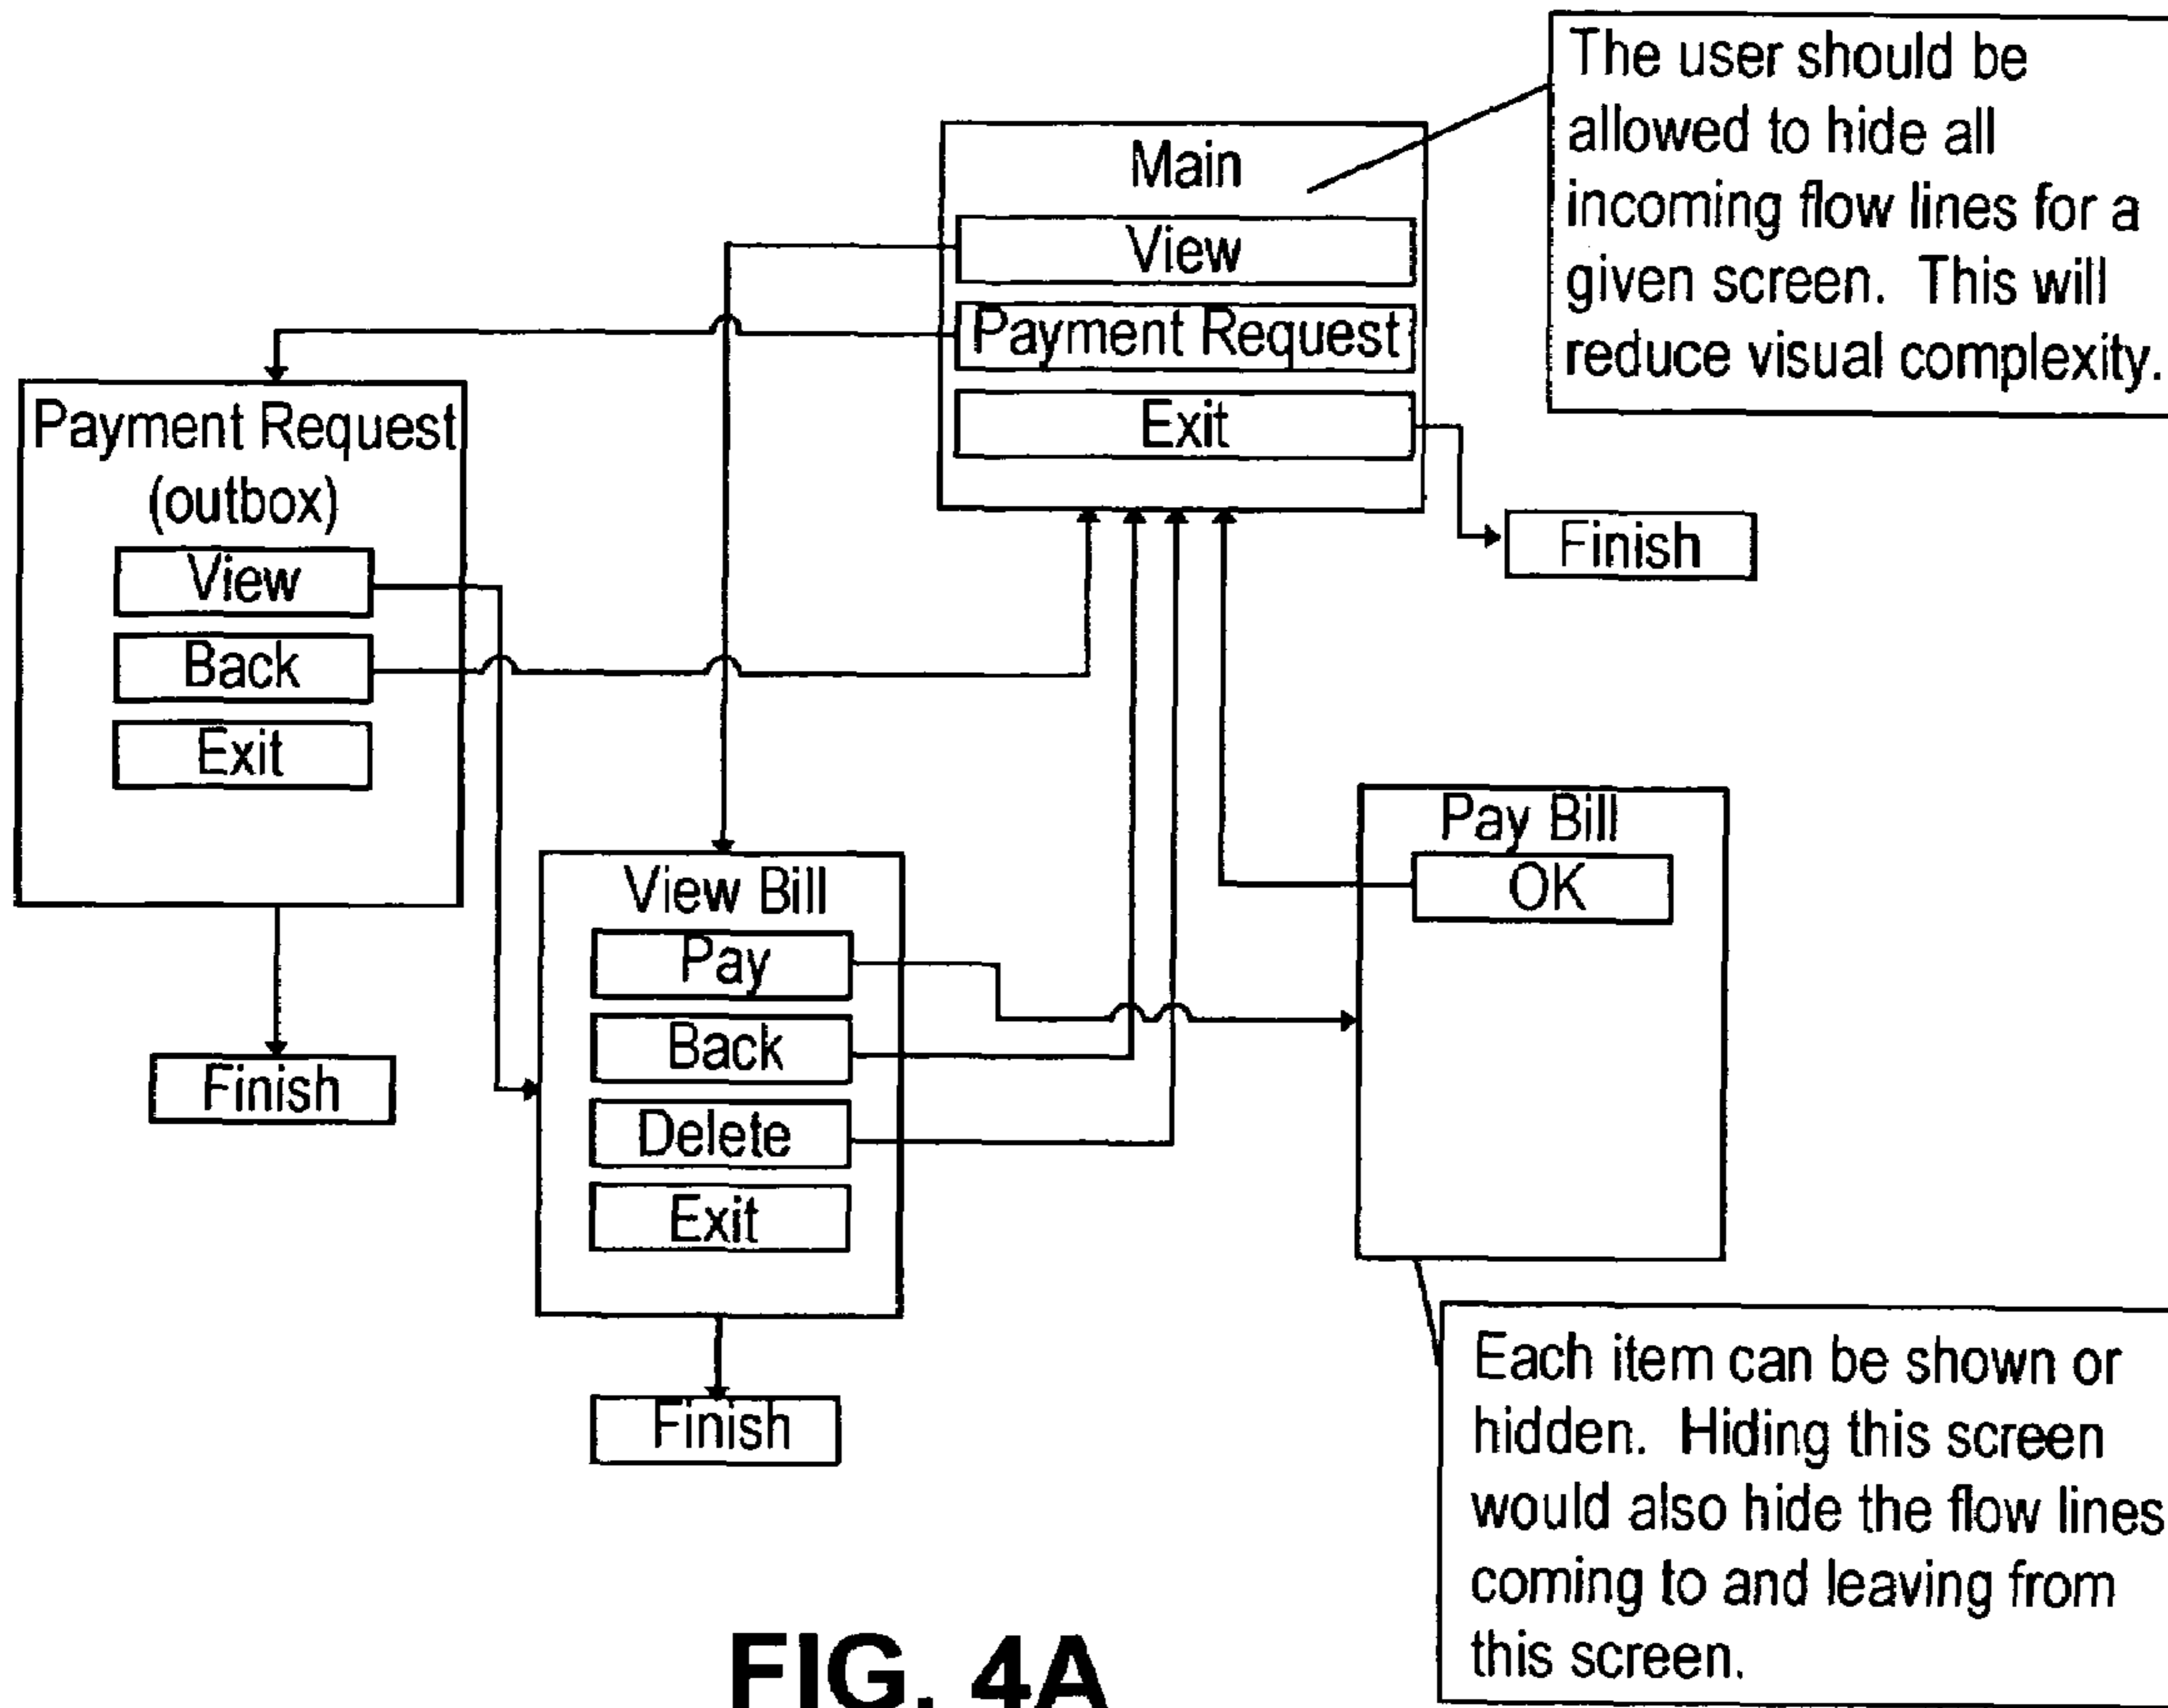 The user should be
allowed to hide all
incoming flow lines for a
given screen. This will
reduce visual complexity.
Main
View
Payment Request
Exit
Finish
Payment Request
(outbox)
View
Back
Exit
Finish
View Bill
Pay
Back
Delete
Exit
Finish
Pay Bill
OK
Each item can be shown or
hidden. Hiding this screen
would also hide the flow lines
coming to and leaving from
this screen.
FIG. 4A